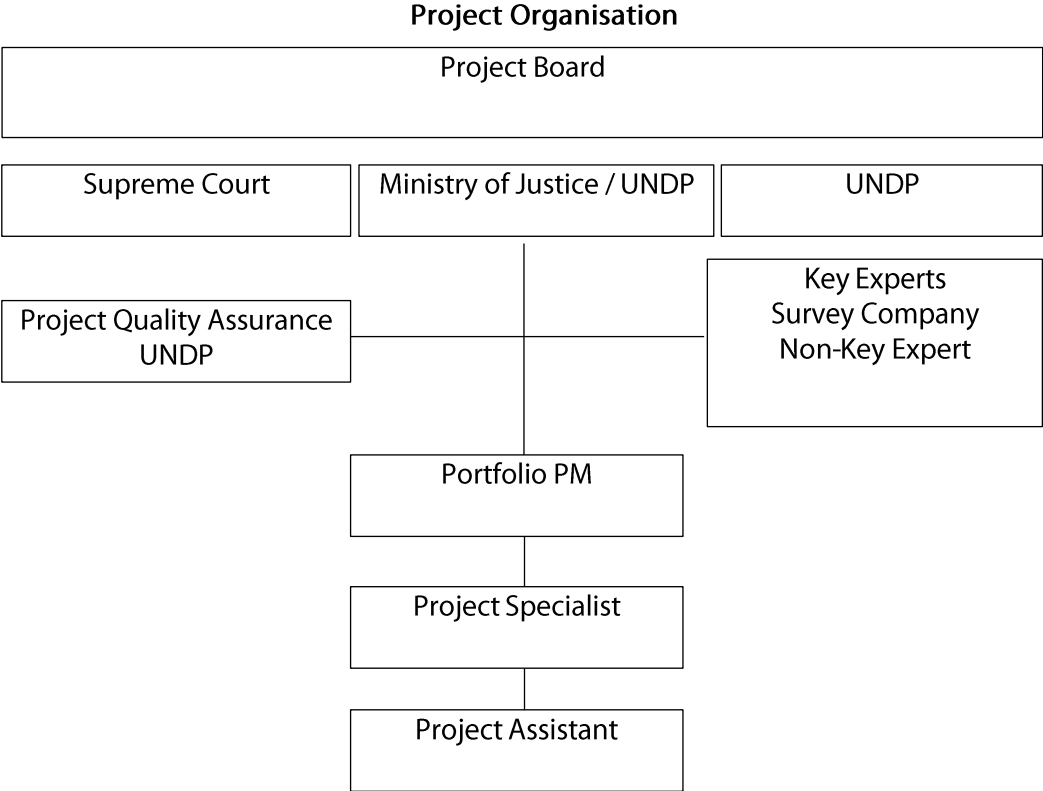 Project Organisation
Project Board
Supreme Court
Ministry of Justice / UNDP
UNDP
Project Quality Assurance
UNDP
Key Experts
Survey Company
Non-Key Expert
Portfolio PM
Project Specialist
Project Assistant